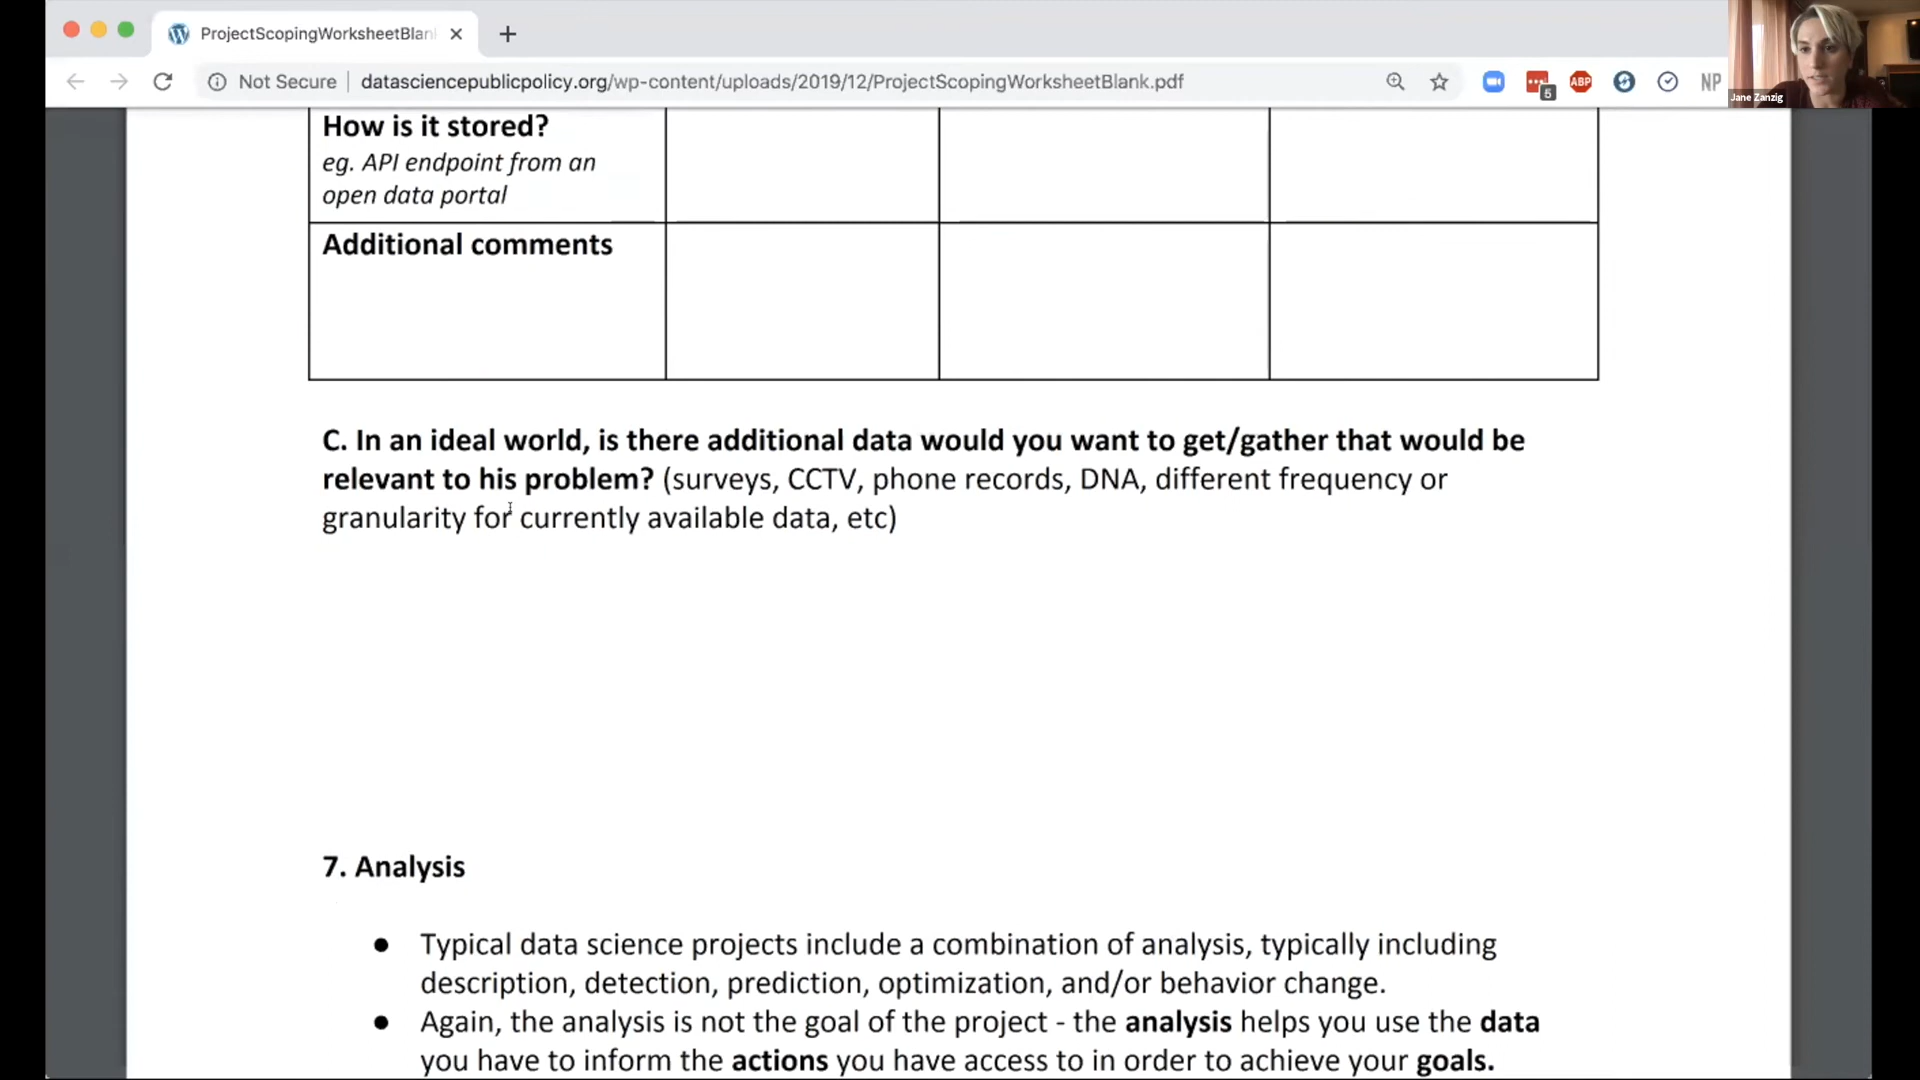 ProjectScopingWorksheetBlan
Not Secure
datasciencepublicpolicy.org/wp-content/uploads/2019/12/ProjectScopingWorksheetBlank.pdf
5
ABP
NP
Jane Zanzig
How is it stored?
eg. API endpoint from an
open data portal
Additional comments
C. In an ideal world, is there additional data would you want to get/gather that would be
relevant to his problem? (surveys, CCTV, phone records, DNA, different frequency or
granularity for currently available data, etc)
7. Analysis
● Typical data science projects include a combination of analysis, typically including
description, detection, prediction, optimization, and/or behavior change.
● Again, the analysis is not the goal of the project - the analysis helps you use the data
you have to inform the actions you have access to in order to achieve your goals.